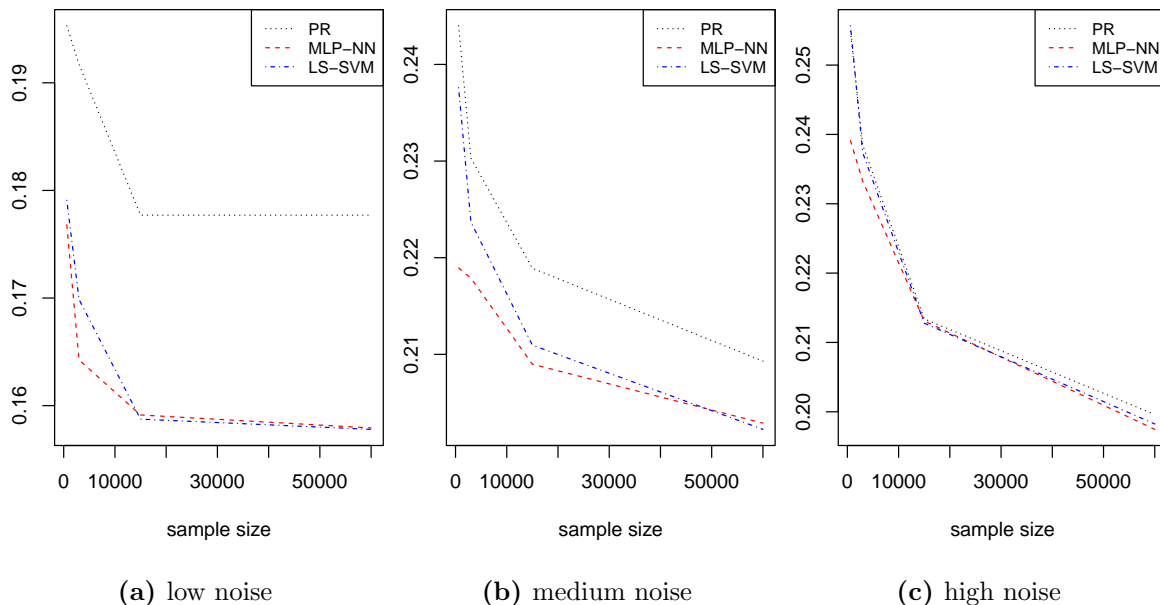 PR
MLP−NN
LS−SVM
0.19
0.18
0.17
0.16
0 10000 30000 50000
sample size
(a) low noise
PR
MLP−NN
LS−SVM
0.24
0.23
0.22
0.21
0 10000 30000 50000
sample size
(b) medium noise
PR
MLP−NN
LS−SVM
0.25
0.24
0.23
0.22
0.21
0.20
0 10000 30000 50000
sample size
(c) high noise